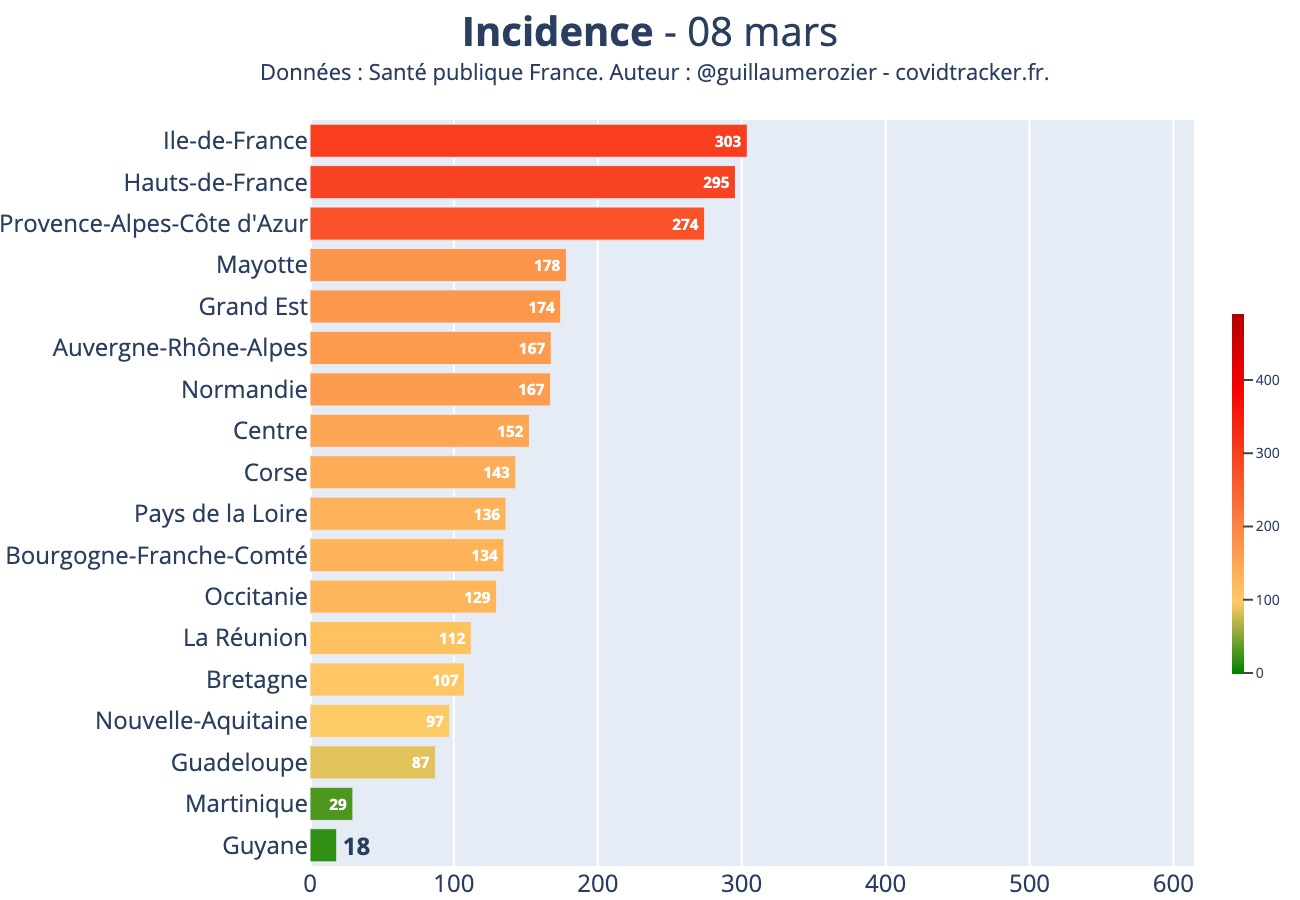 Incidence - 08 mars
Données : Santé publique France. Auteur : @guillaumerozier - covidtracker.fr.
Ile-de-France 303
Hauts-de-France 295
Provence-Alpes-Côte d'Azur 274
Mayotte 178
Grand Est 174
Auvergne-Rhône-Alpes 167
Normandie 167
Centre 152
Corse 143
Pays de la Loire 136
Bourgogne-Franche-Comté 134
Occitanie 129
La Réunion 112
Bretagne 107
Nouvelle-Aquitaine 97
Guadeloupe 87
Martinique 29
Guyane 18
0 100 200 300 400 500 600
400
300
200
100
0